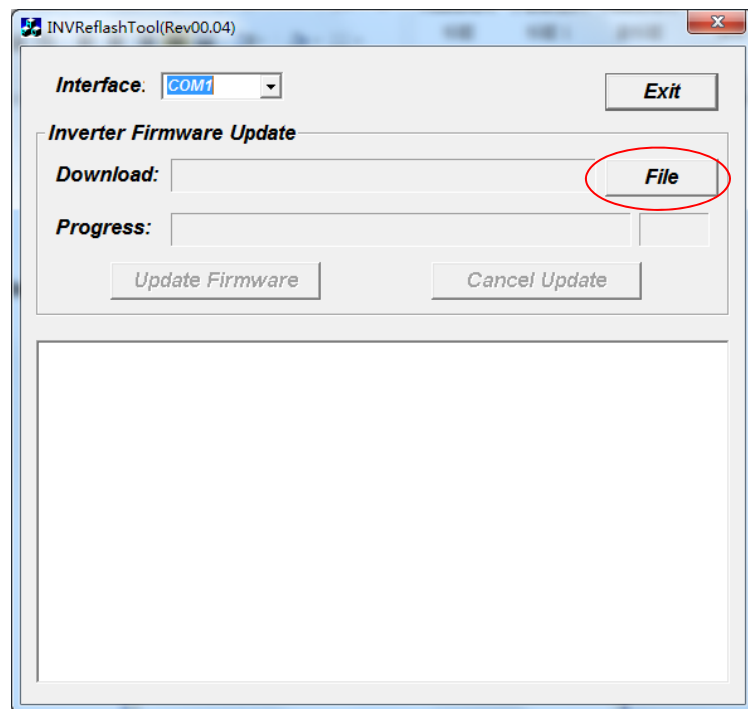 INVReflashTool(Rev00.04)
Interface: COM1
Exit
Inverter Firmware Update
Download:
File
Progress:
Update Firmware
Cancel Update